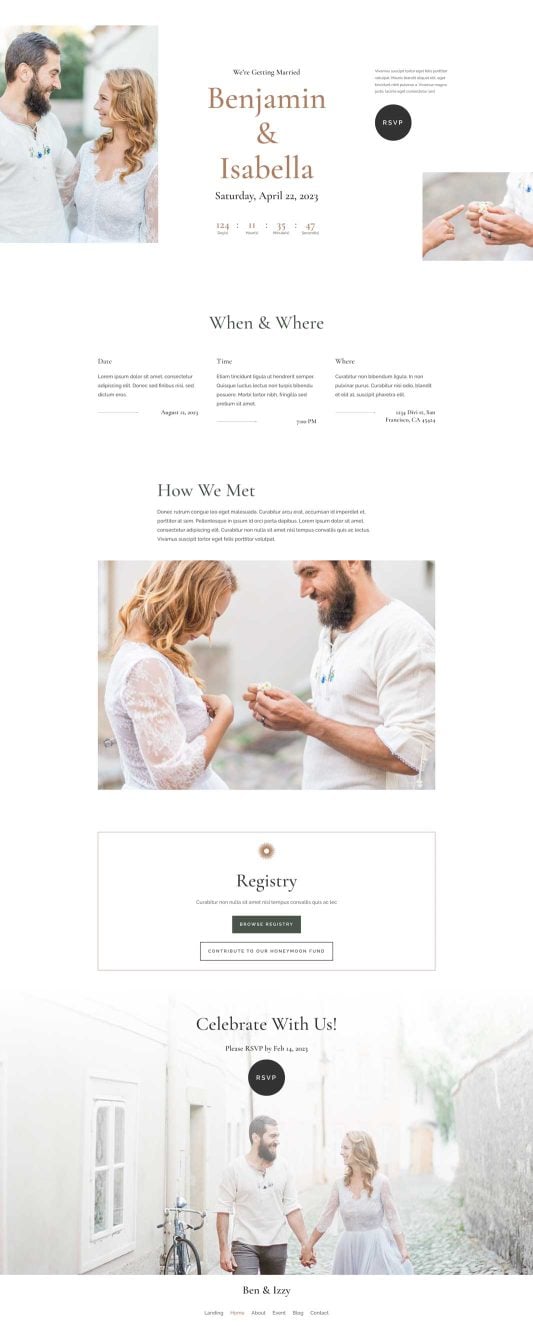 We're Getting Married
Benjamin
&
Isabella
Saturday, April 22, 2023
124 : 11 : 35 : 47
Day(s) Hour(s) Minute(s) Second(s)
Vivamus suscipit tortor eget felis porttitor
volutpat. Mauris blandit aliquet elit, eget
tincidunt nibh pulvinar a. Vivamus magna
justo, lacinia eget consectetur sed
RSVP
When & Where
Date
Lorem ipsum dolor sit amet, consectetur
adipiscing elit. Donec sed finibus nisi, sed
dictum eros.
August 12, 2023
Time
Etiam tincidunt ligula ut hendrerit semper.
Quisque luctus lectus non turpis bibendum
posuere. Morbi tortor nibh, fringilla sed
pretium sit amet.
7:00 PM
Where
Curabitur non bibendum ligula. In non
pulvinar purus. Curabitur nisi odio, blandit
et elit at, suscipit pharetra elit.
1234 Divi st, San
Francisco, CA 45924
How We Met
Donec rutrum congue leo eget malesuada. Curabitur arcu erat, accumsan id imperdiet et,
porttitor at sem. Pellentesque in ipsum id orci porta dapibus. Lorem ipsum dolor sit amet,
consectetur adipiscing elit. Curabitur non nulla sit amet nisl tempus convallis quis ac lectus.
Vivamus suscipit tortor eget felis porttitor volutpat.
Registry
Curabitur non nulla sit amet nisl tempus convallis quis ac lec
BROWSE REGISTRY
CONTRIBUTE TO OUR HONEYMOON FUND
Celebrate With Us!
Please RSVP by Feb 14, 2023
RSVP
Ben & Izzy
Landing Home About Event Blog Contact